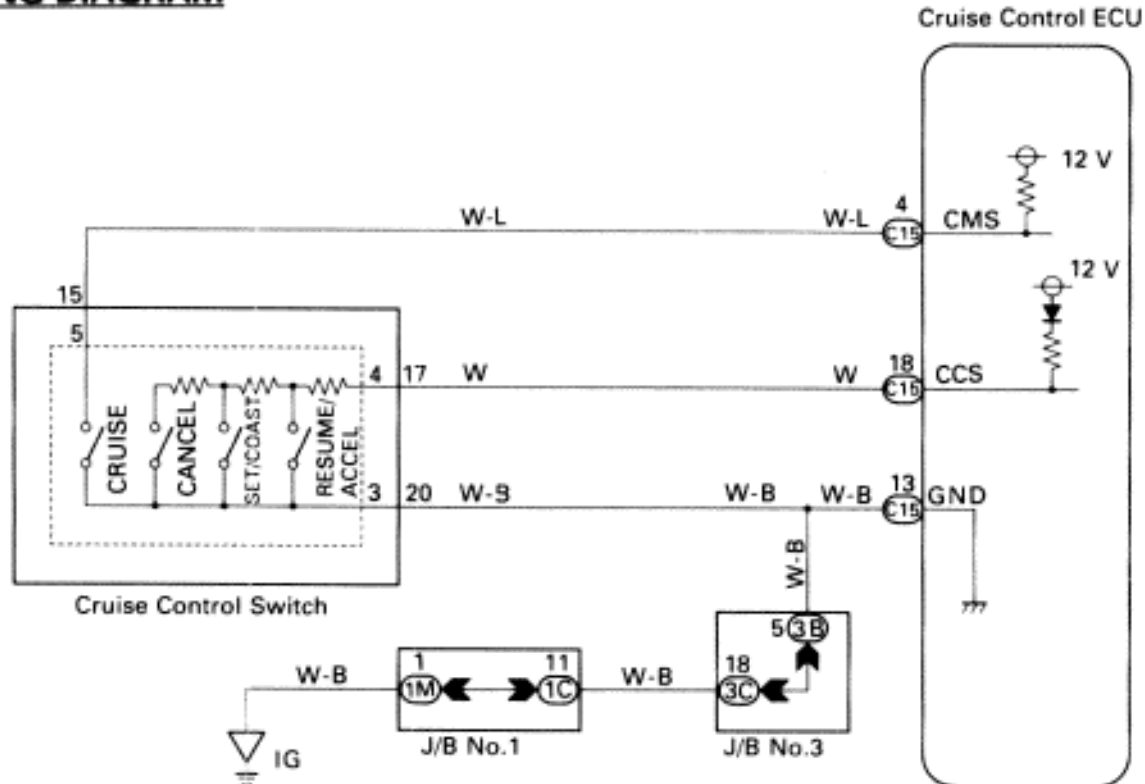 Cruise Control ECU
12 V
4
W-L
W-L
C15
CMS
12 V
15
5
18
4
17
W
W
C15
CCS
CRUISE
CANCEL
SET/COAST
RESUME/
ACCEL
13
3
20
W-B
W-B
W-B
C15
GND
W-B
Cruise Control Switch
5
3B
1
11
18
W-B
1M
1C
W-B
3C
J/B No.1
J/B No.3
IG